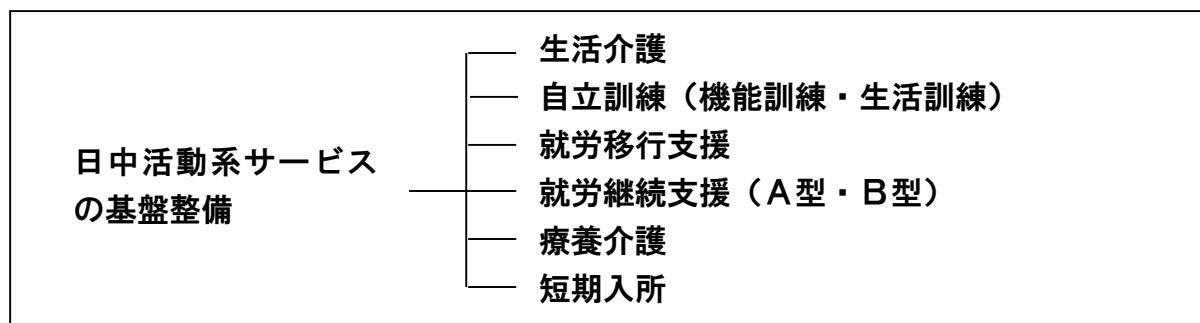 日中活動系サービス
の基盤整備
生活介護
自立訓練（機能訓練・生活訓練）
就労移行支援
就労継続支援（Ａ型・Ｂ型）
療養介護
短期入所